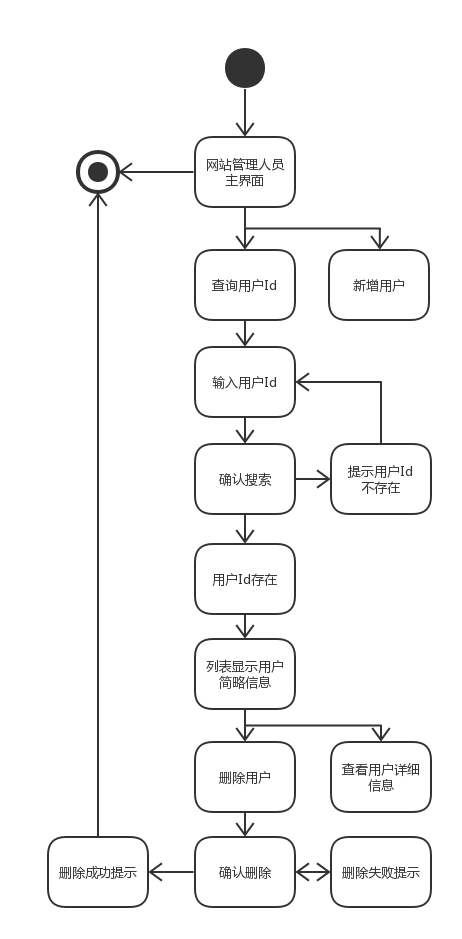 网站管理人员
主界面
查询用户Id
新增用户
输入用户Id
确认搜索
提示用户Id
不存在
用户Id存在
列表显示用户
简略信息
删除用户
查看用户详细
信息
删除成功提示
确认删除
删除失败提示